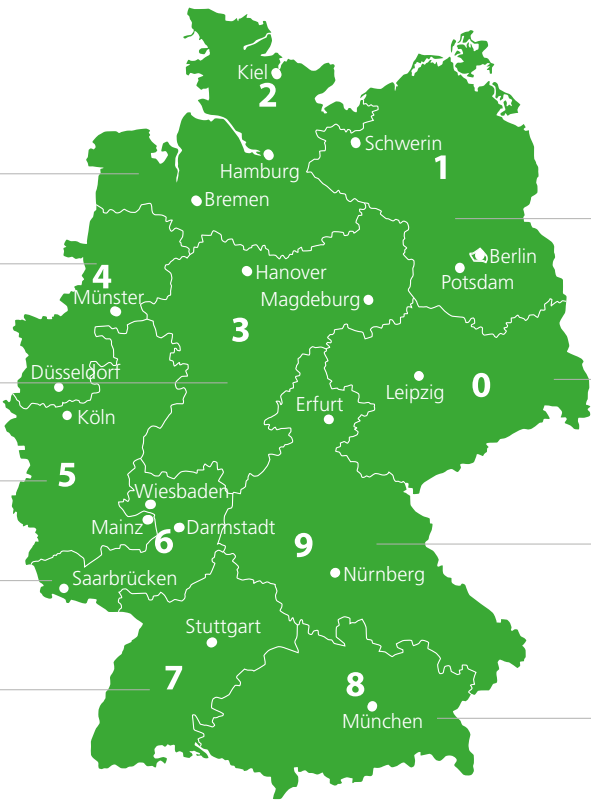 Kiel
2
Schwerin
1
Hamburg
Bremen
Berlin
4
Hanover
Potsdam
Münster
Magdeburg
3
Düsseldorf
Leipzig
0
Erfurt
Köln
5
Wiesbaden
Mainz
Darmstadt
6
9
Saarbrücken
Nürnberg
Stuttgart
7
8
München